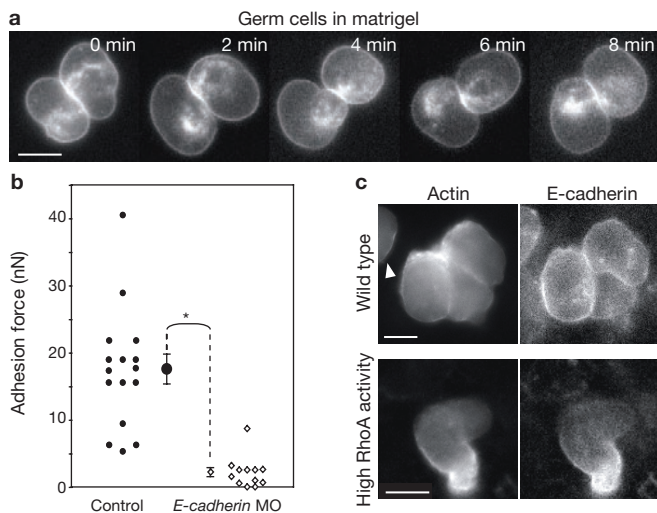 a
Germ cells in matrigel
0 min
2 min
4 min
6 min
8 min
b
Adhesion force (nN)
40
30
20
10
0
*
Control
E-cadherin MO
c
Actin
E-cadherin
Wild type
High RhoA activity